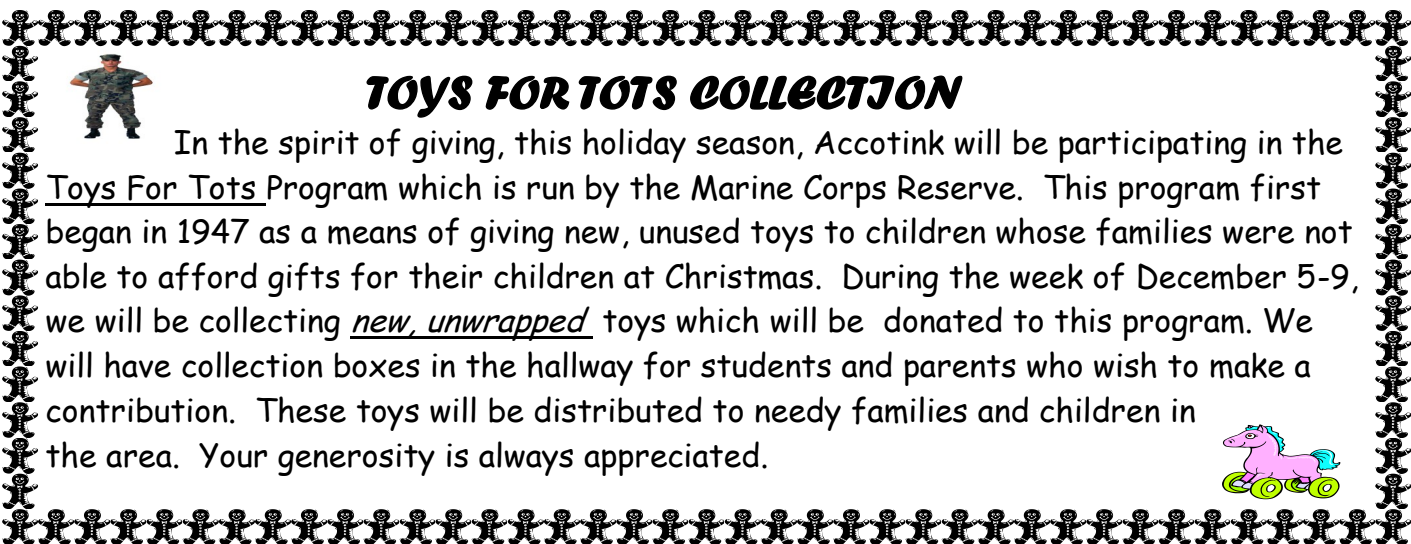 TOYS FOR TOTS COLLECTION
In the spirit of giving, this holiday season, Accotink will be participating in the
Toys For Tots Program which is run by the Marine Corps Reserve. This program first
began in 1947 as a means of giving new, unused toys to children whose families were not
able to afford gifts for their children at Christmas. During the week of December 5-9,
we will be collecting new, unwrapped toys which will be donated to this program. We
will have collection boxes in the hallway for students and parents who wish to make a
contribution. These toys will be distributed to needy families and children in
the area. Your generosity is always appreciated.